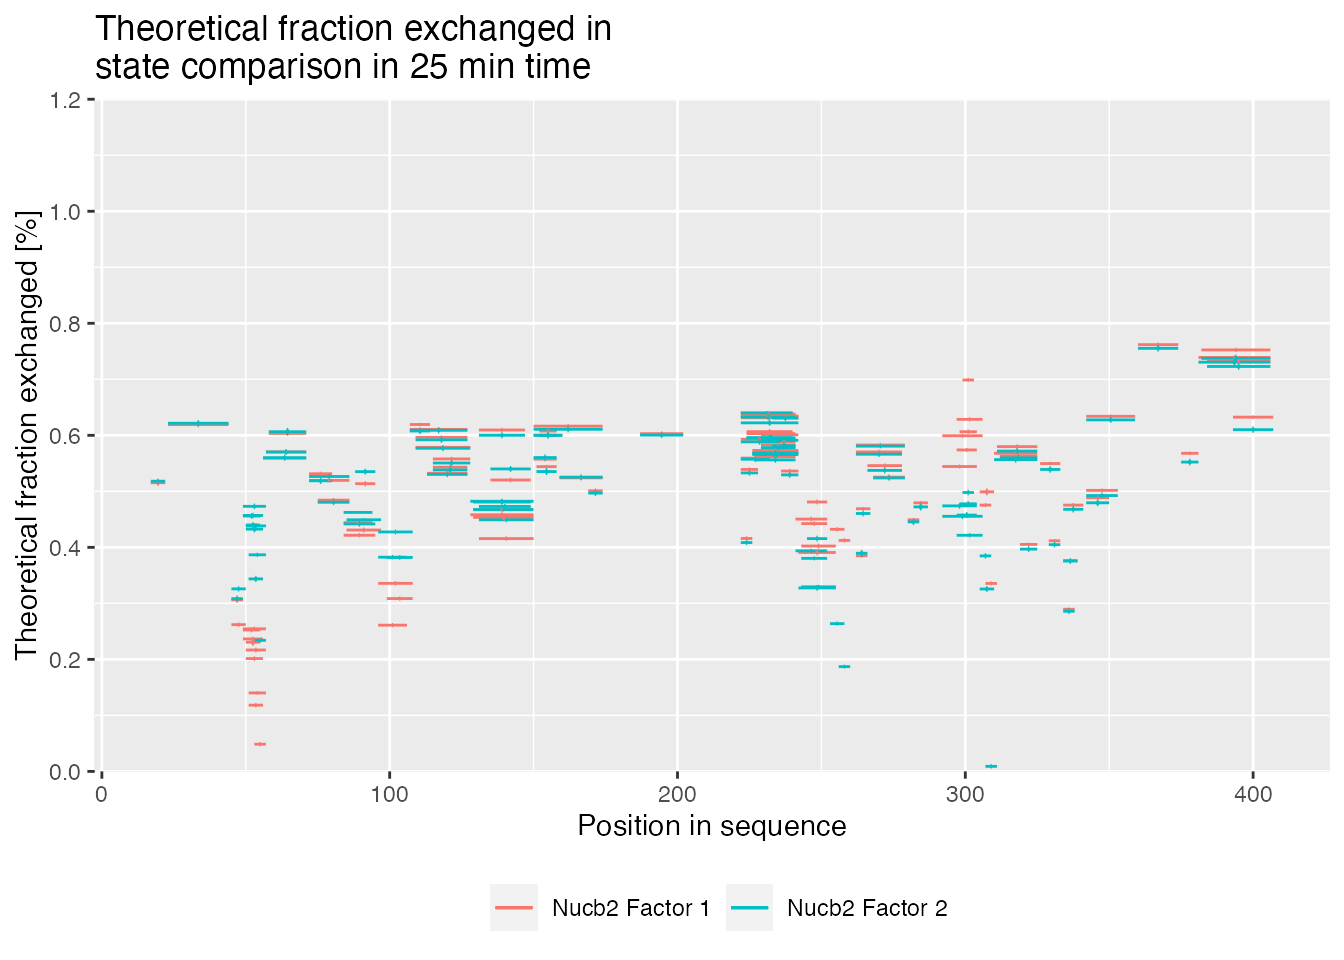 Theoretical fraction exchanged in
state comparison in 25 min time
Theoretical fraction exchanged [%]
1.2
1.0
0.8
0.6
0.4
0.2
0.0
0 100 200 300 400
Position in sequence
Nucb2 Factor 1 Nucb2 Factor 2